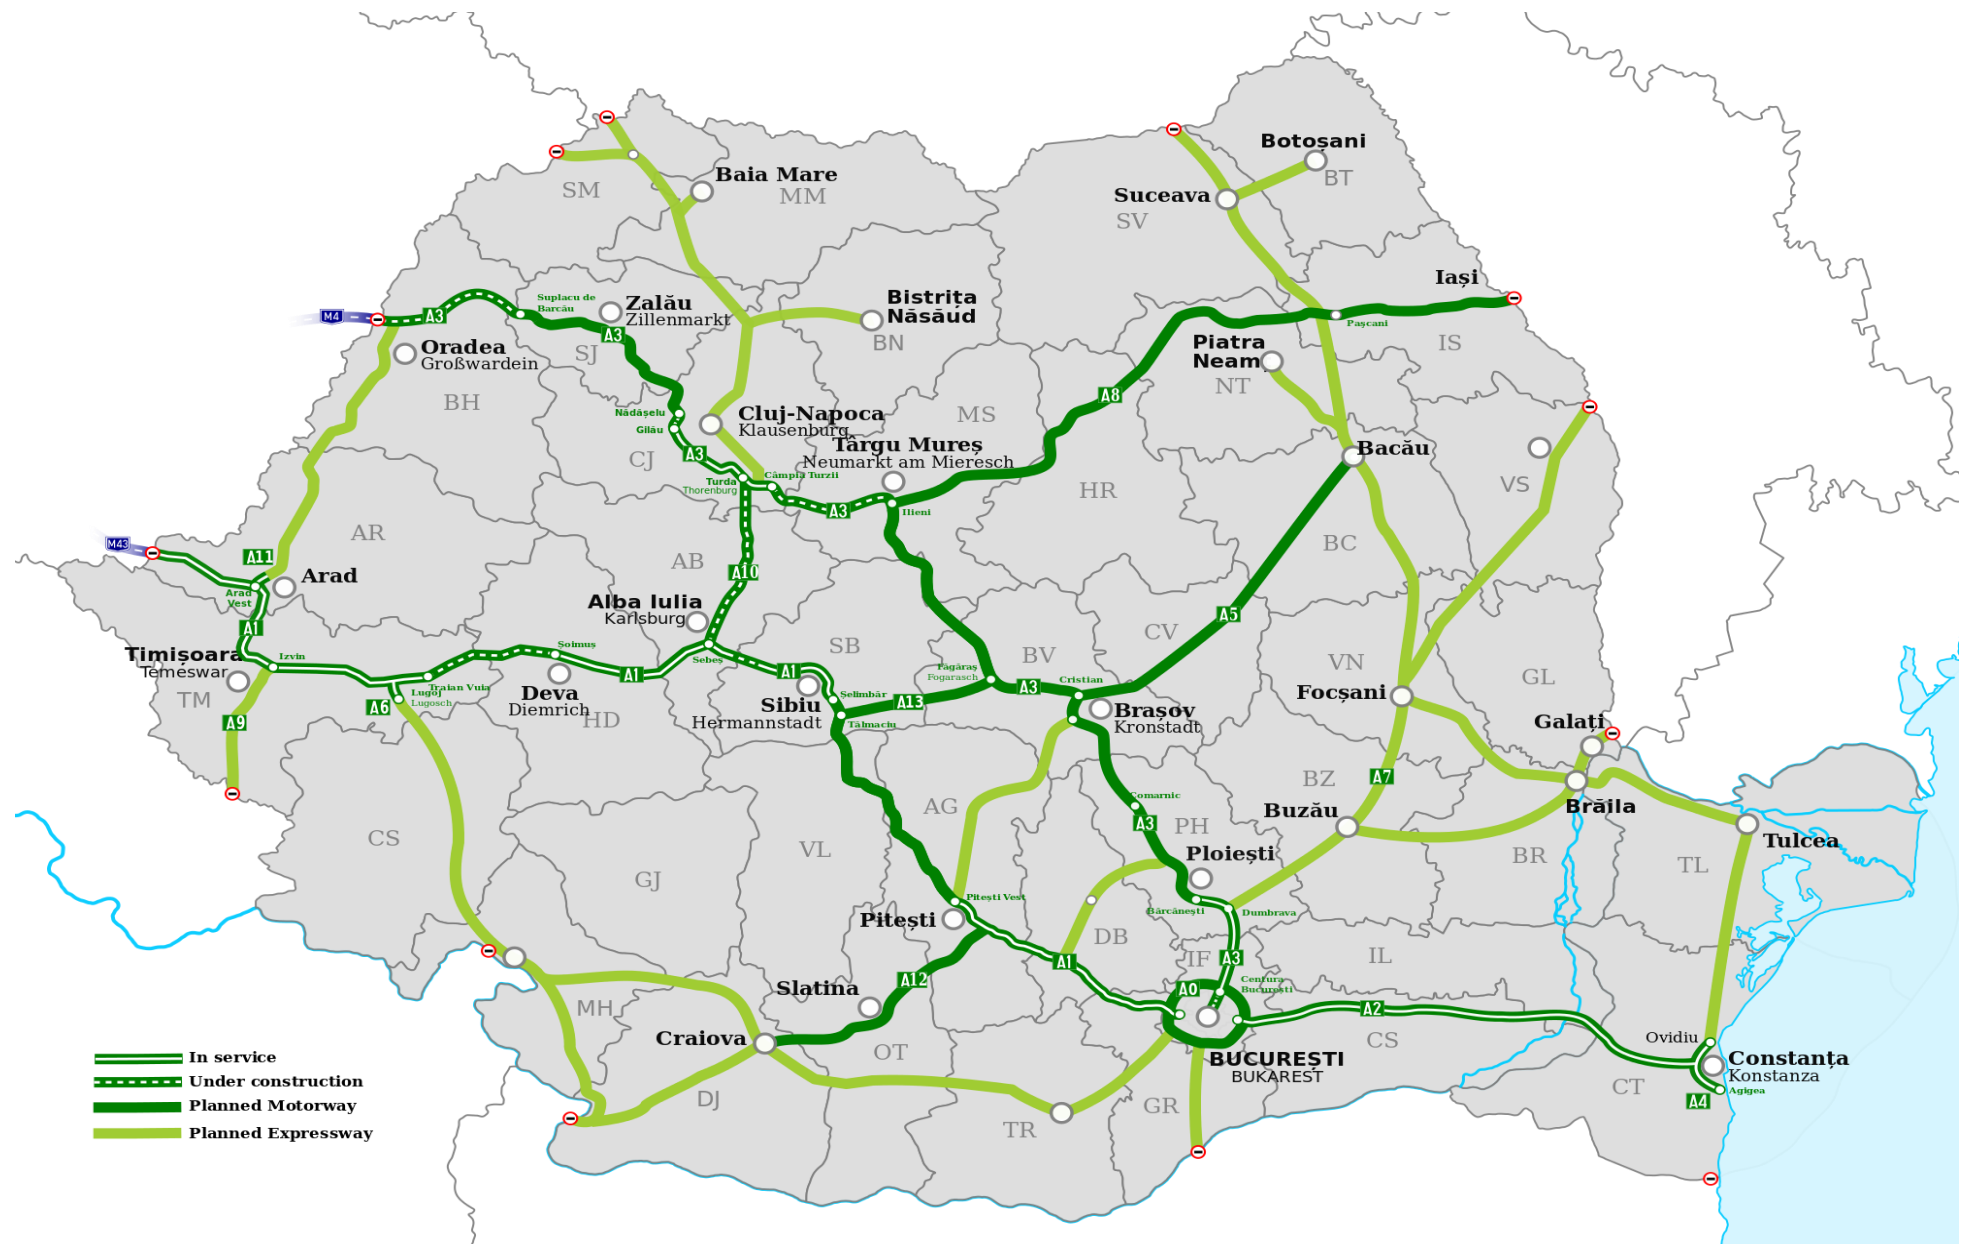 Botoșani
BT
Baia Mare
MM
SM
Suceava
SV
Iași
Bistrița
Năsăud
BN
Suplacu de
Barcău
Zalău
Zillenmarkt
M4
A3
A3
SJ
Pașcani
Piatra
Neamț
NT
IS
Oradea
Großwardein
BH
A8
Nădășelu
Gilău
Cluj-Napoca
Klausenburg
MS
Târgu Mureș
Neumarkt am Mieresch
Bacău
CJ
A3
Câmpia Turzii
Turda
Thorenburg
HR
VS
A3
Ilieni
AR
M43
A11
AB
A10
BC
Arad
Arad
Vest
Alba Iulia
Karlsburg
A5
A1
SB
CV
Timișoara
Temeswar
Izvin
Șoimuș
Sebeș
BV
VN
GL
TM
Traian Vuia
Lugoj
Lugosch
A1
A1
Făgăraș
Fogarasch
A3
Cristian
A6
Deva
Diemrich
HD
Sibiu
Hermannstadt
Șelimbăr
A13
Tălmaciu
Brașov
Kronstadt
Focșani
A9
Galați
BZ
A7
Comarnic
AG
A3
PH
Buzău
Brăila
CS
VL
Ploiești
Tulcea
BR
TL
GJ
Pitești Vest
Pitești
Bărcănești
Dumbrava
DB
IF
IL
A1
A3
A12
Centura
București
A0
Slatina
MH
A2
Craiova
OT
CS
Ovidiu
BUCUREȘTI
BUKAREST
Constanța
Konstanza
CT
Agigea
A4
DJ
GR
TR
In service
Under construction
Planned Motorway
Planned Expressway